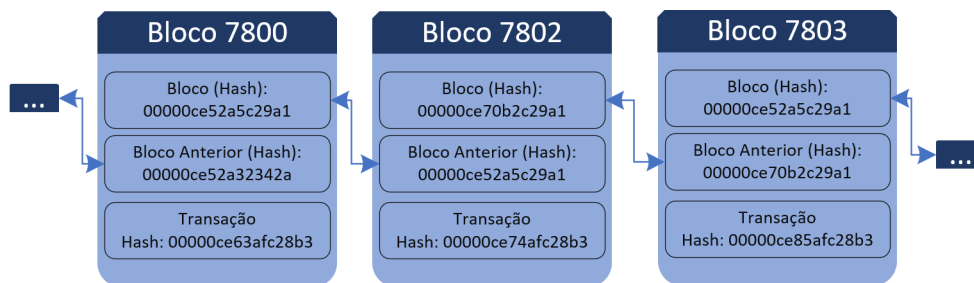 ...
Bloco 7800
Bloco (Hash):
00000ce52a5c29a1
Bloco Anterior (Hash):
00000ce52a32342a
Transação
Hash: 00000ce63afc28b3
Bloco 7802
Bloco (Hash):
00000ce70b2c29a1
Bloco Anterior (Hash):
00000ce52a5c29a1
Transação
Hash: 00000ce74afc28b3
Bloco 7803
Bloco (Hash):
00000ce52a5c29a1
Bloco Anterior (Hash):
00000ce70b2c29a1
Transação
Hash: 00000ce85afc28b3
...